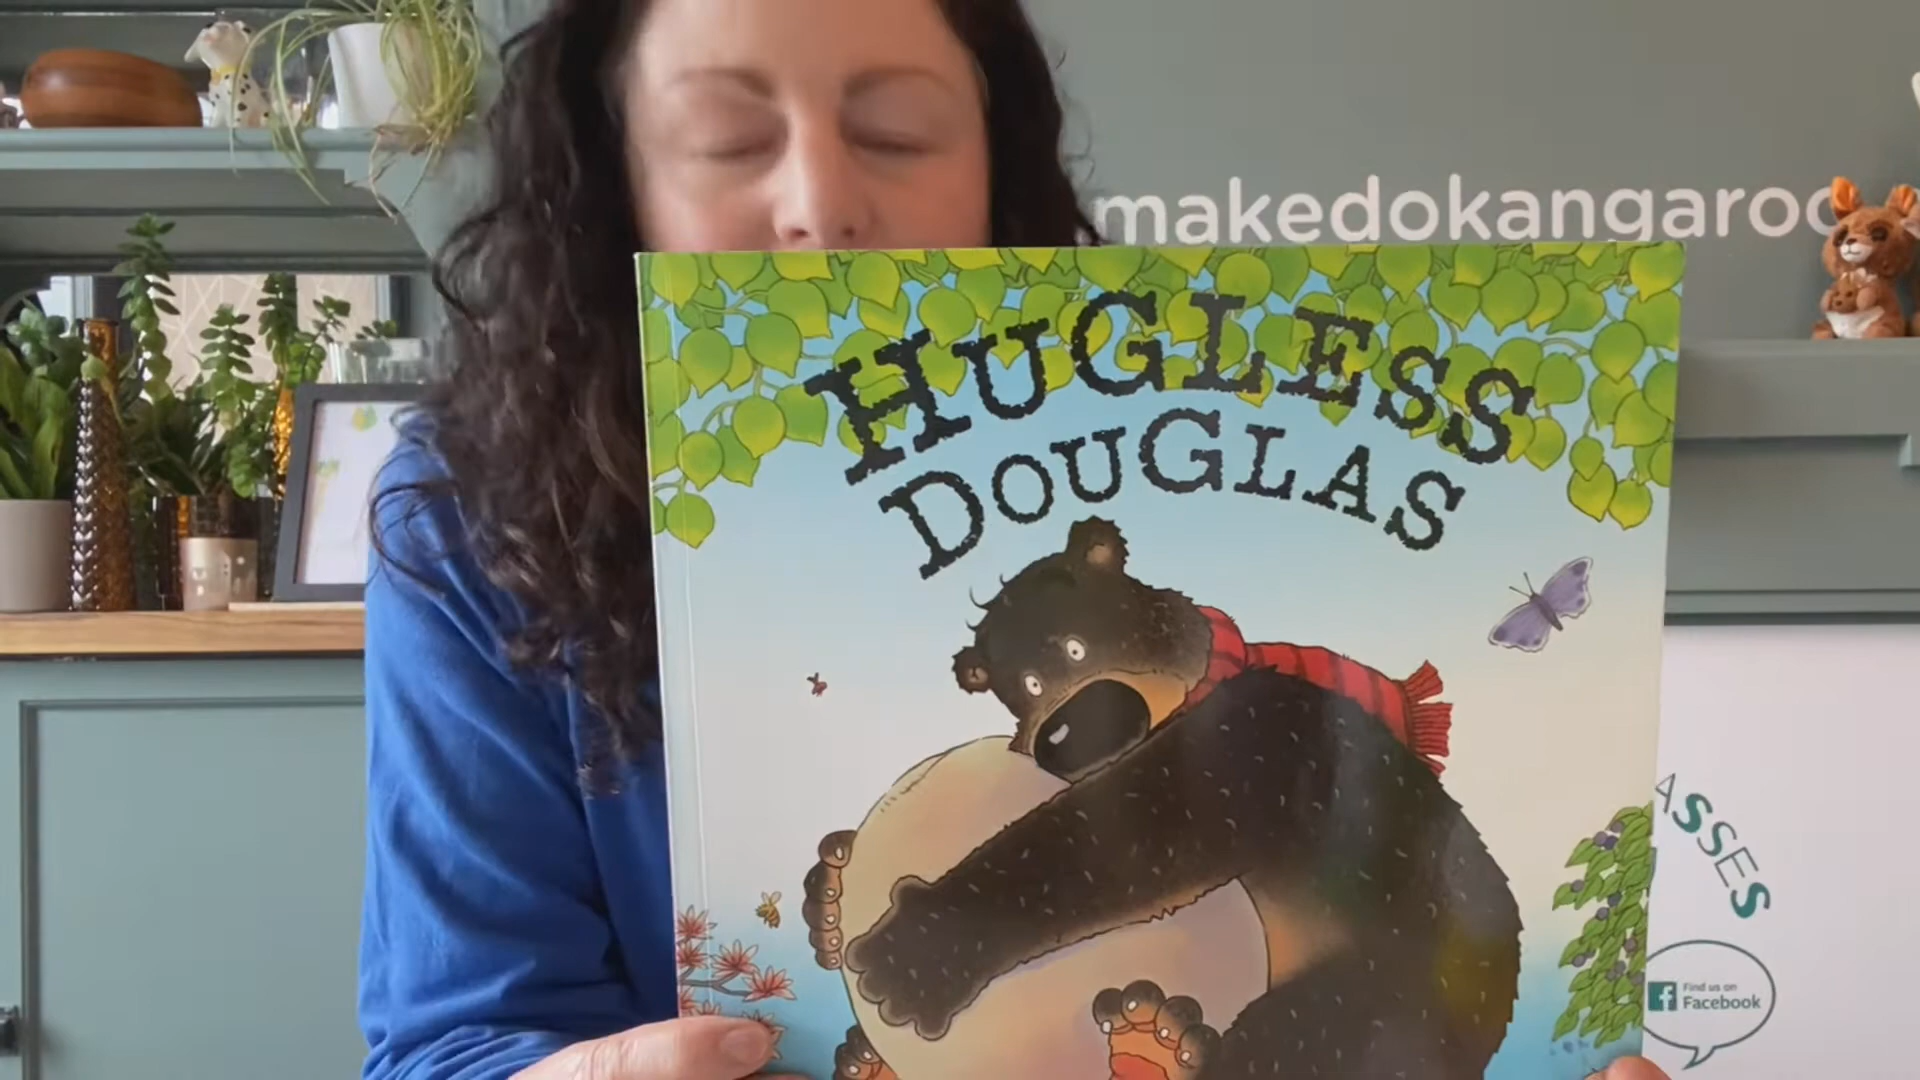 makedokangaroo
HUGLESS
DOUGLAS
ASSES
Find us on
Facebook